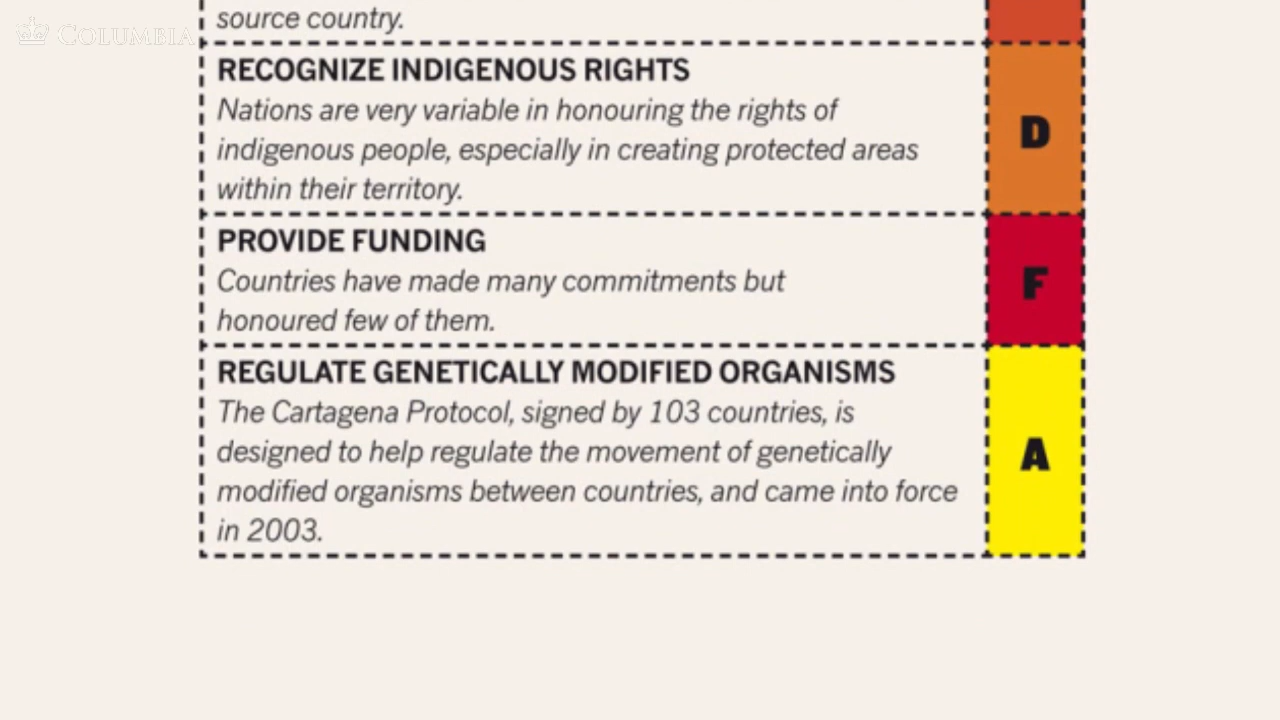 COLUMBIA
source country.
RECOGNIZE INDIGENOUS RIGHTS
Nations are very variable in honouring the rights of
indigenous people, especially in creating protected areas
within their territory.
D
PROVIDE FUNDING
Countries have made many commitments but
honoured few of them.
F
REGULATE GENETICALLY MODIFIED ORGANISMS
The Cartagena Protocol, signed by 103 countries, is
designed to help regulate the movement of genetically
modified organisms between countries, and came into force
in 2003.
A